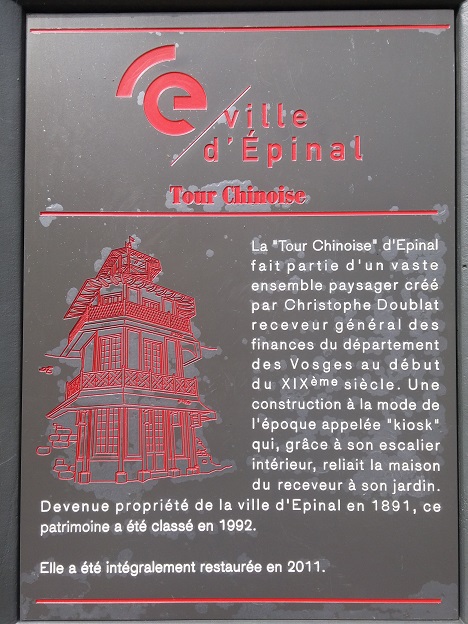 e
ville
d'Épinal
Tour Chinoise
La "Tour Chinoise" d'Epinal
fait partie d'un vaste
ensemble paysager créé
par Christophe Doublat
receveur général des
finances du département
des Vosges au début
du XIXème siècle. Une
construction à la mode de
l'époque appelée "kiosk"
qui, grâce à son escalier
intérieur, reliait la maison
du receveur à son jardin.
Devenue propriété de la ville d'Epinal en 1891, ce
patrimoine a été classé en 1992.
Elle a été intégralement restaurée en 2011.